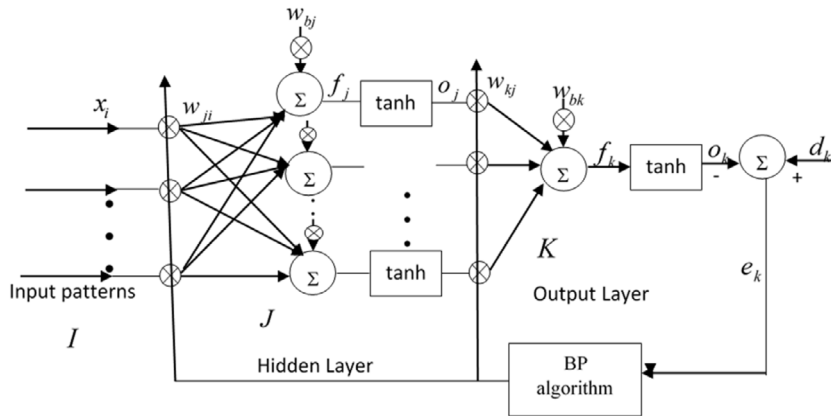 w_bj
x_i
w_ji
Σ
f_j
tanh
o_j
w_kj
w_bk
Σ
Σ
f_k
tanh
o_k
-
Σ
+
d_k
Σ
tanh
K
e_k
Input patterns
Output Layer
I
J
Hidden Layer
BP
algorithm